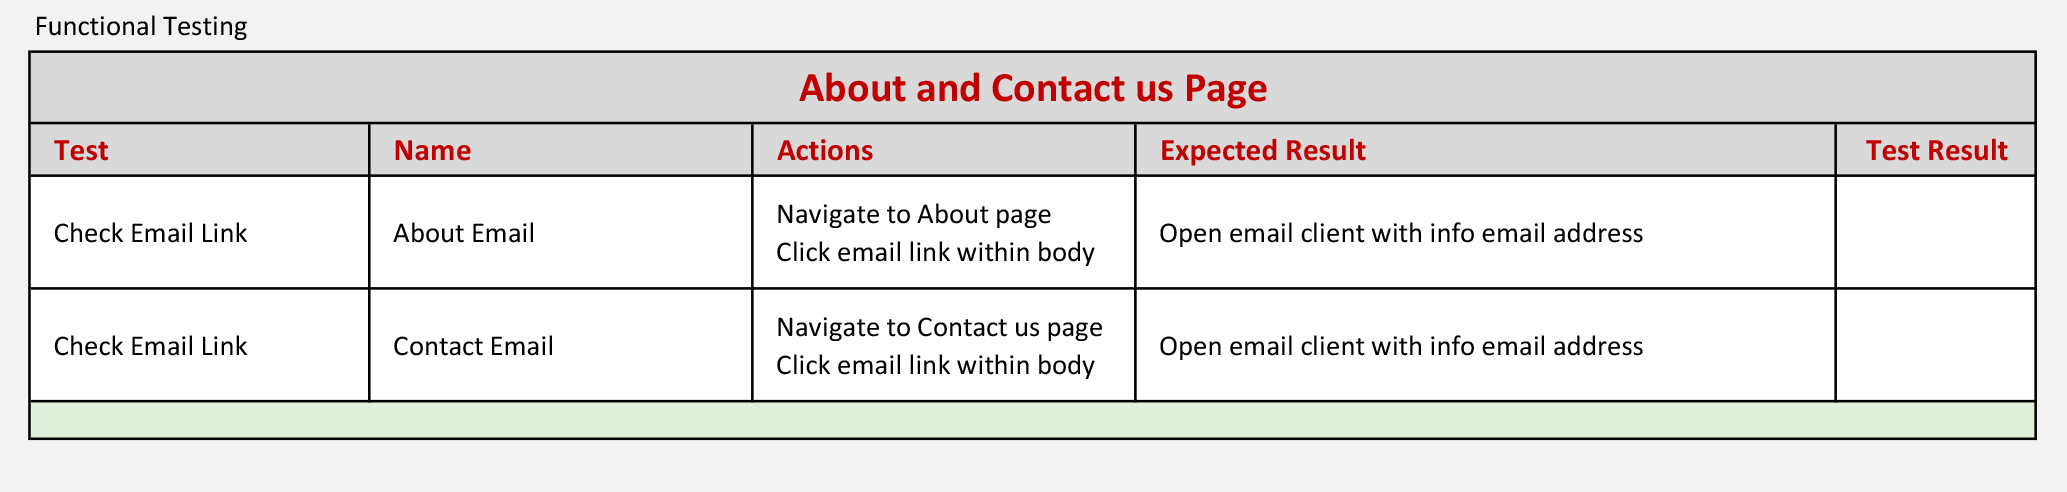 Functional Testing
About and Contact us Page
Test Name Actions Expected Result Test Result
Check Email Link About Email Navigate to About page Open email client with info email address
Click email link within body
Check Email Link Contact Email Navigate to Contact us page Open email client with info email address
Click email link within body